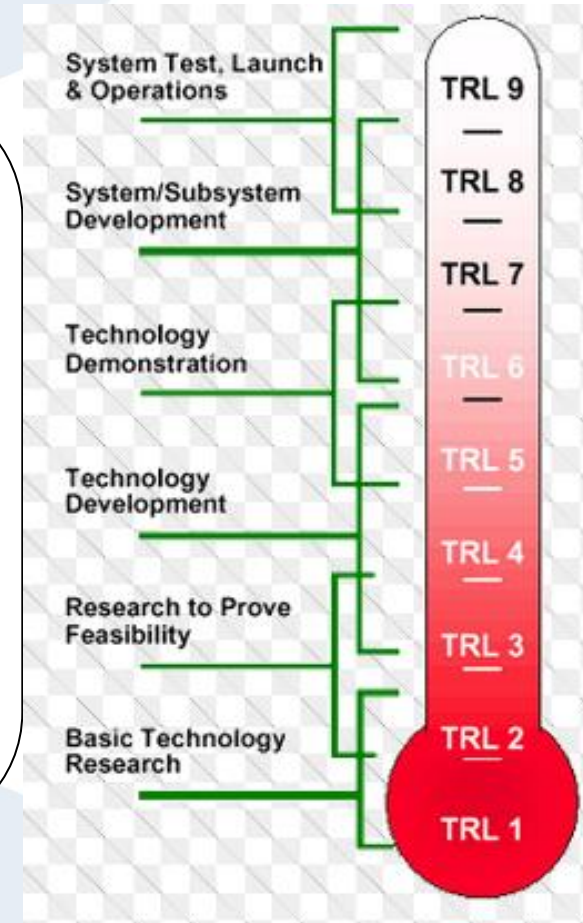 System Test, Launch
& Operations
System/Subsystem
Development
Technology
Demonstration
Technology
Development
Research to Prove
Feasibility
Basic Technology
Research
TRL 9
TRL 8
TRL 7
TRL 6
TRL 5
TRL 4
TRL 3
TRL 2
TRL 1